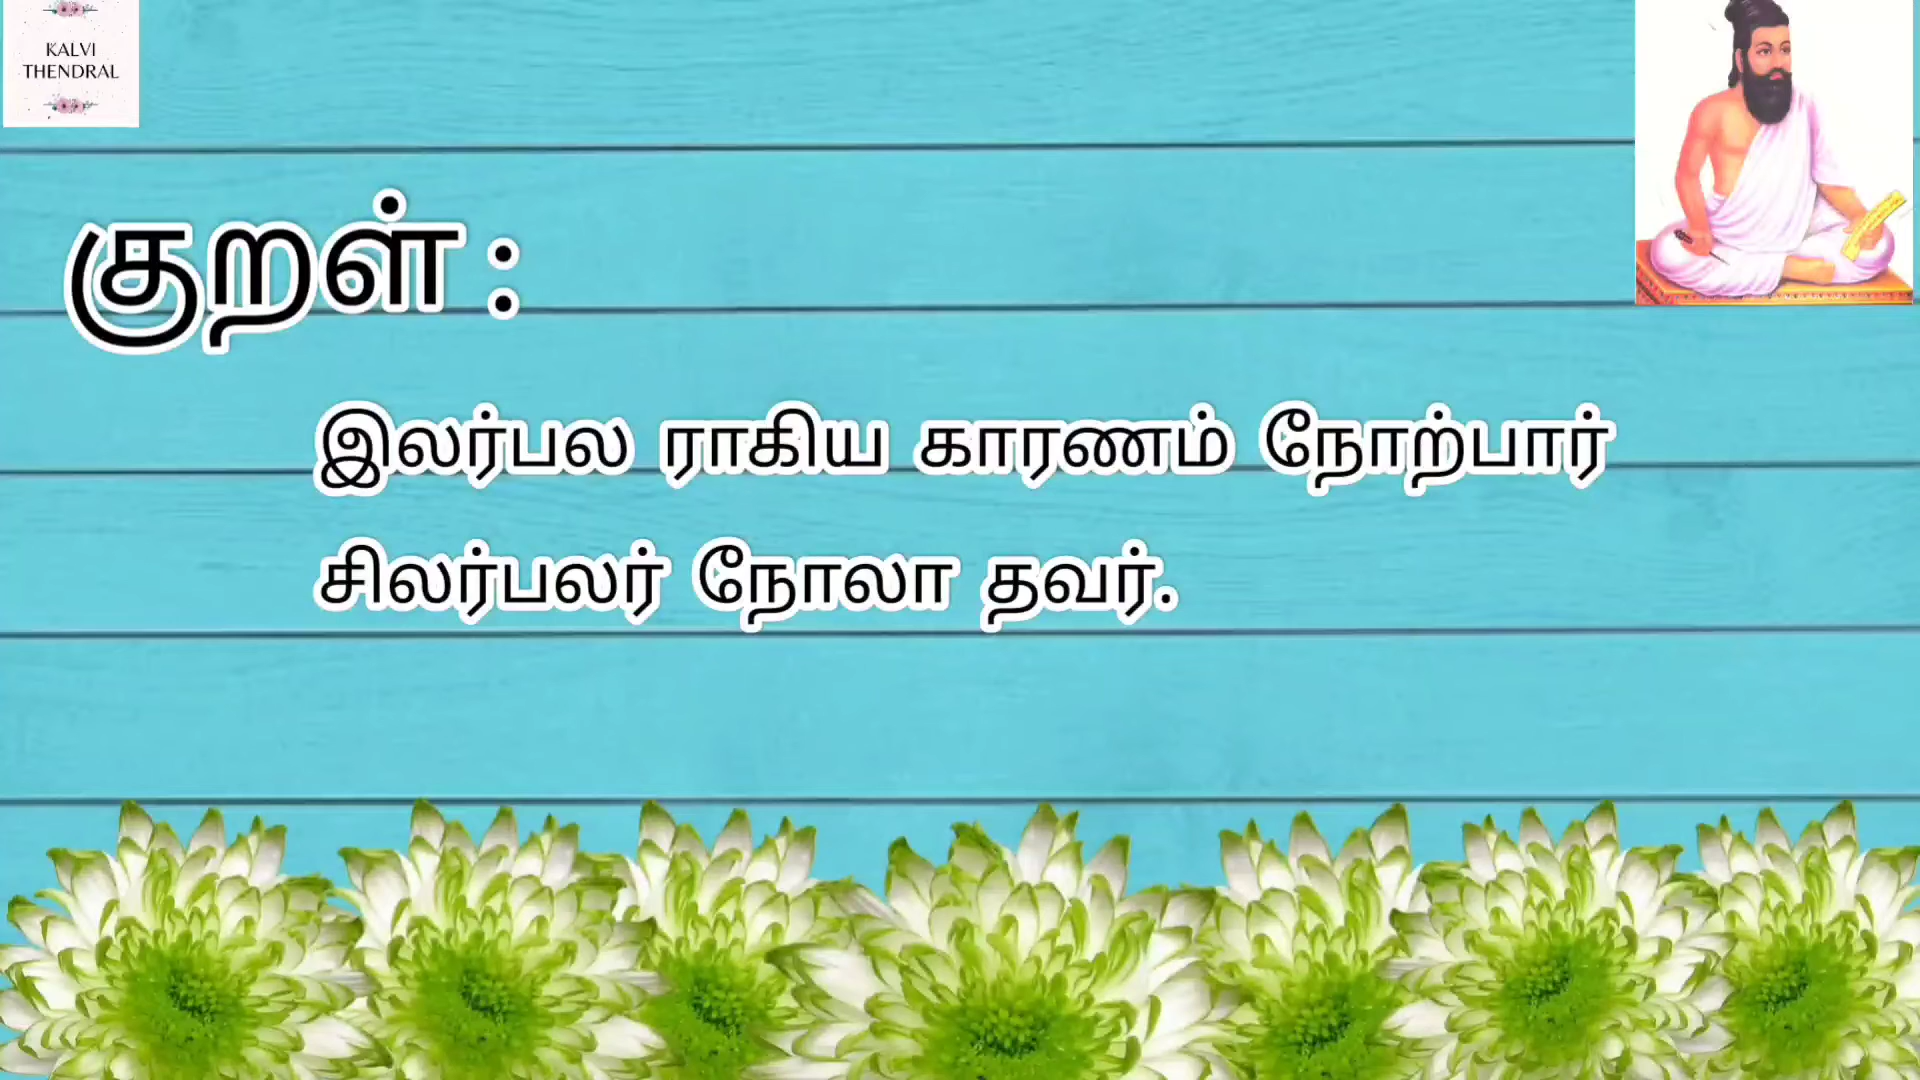 KALVI
THENDRAL
குறள் :
இலர்பல ராகிய காரணம் நோற்பார்
சிலர்பலர் நோலா தவர்.